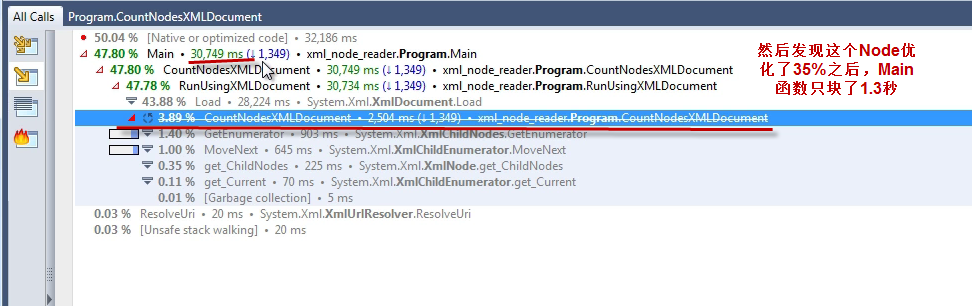 All Calls Program.CountNodesXMLDocument
50.04 % [Native or optimized code] • 32,186 ms
47.80 % Main • 30,749 ms (↓1,349) • xml_node_reader.Program.Main
47.80 % CountNodesXMLDocument • 30,749 ms (↓1,349) • xml_node_reader.Program.CountNodesXMLDocument
47.78 % RunUsingXMLDocument • 30,734 ms (↓1,349) • xml_node_reader.Program.RunUsingXMLDocument
43.88 % Load • 28,224 ms • System.Xml.XmlDocument.Load
3.89 % CountNodesXMLDocument • 2,504 ms (↓1,349) • xml_node_reader.Program.CountNodesXMLDocument
1.40 % GetEnumerator • 903 ms • System.Xml.XmlChildNodes.GetEnumerator
1.00 % MoveNext • 645 ms • System.Xml.XmlChildEnumerator.MoveNext
0.35 % get_ChildNodes • 225 ms • System.Xml.XmlNode.get_ChildNodes
0.11 % get_Current • 70 ms • System.Xml.XmlChildEnumerator.get_Current
0.01 % [Garbage collection] • 5 ms
0.03 % ResolveUri • 20 ms • System.Xml.XmlUrlResolver.ResolveUri
0.03 % [Unsafe stack walking] • 20 ms
然后发现这个Node优
化了35%之后，Main
函数只块了1.3秒